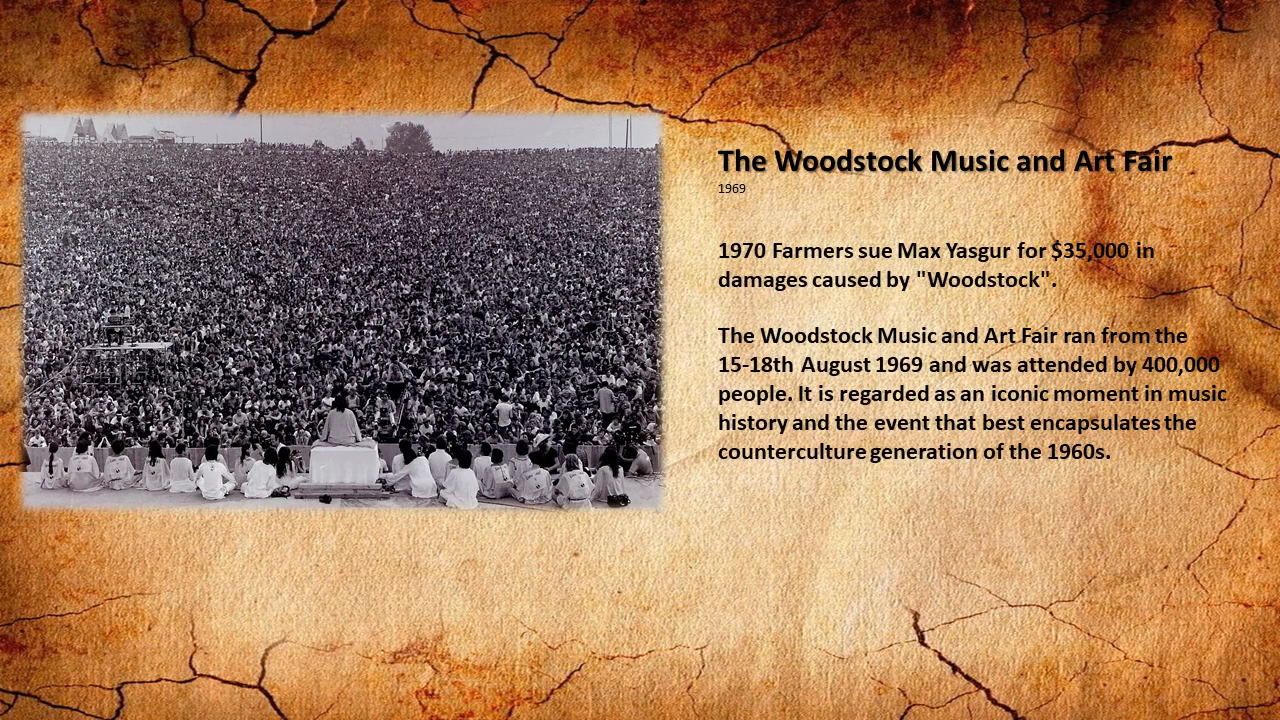 The Woodstock Music and Art Fair
1969
1970 Farmers sue Max Yasgur for $35,000 in
damages caused by "Woodstock".
The Woodstock Music and Art Fair ran from the
15-18th August 1969 and was attended by 400,000
people. It is regarded as an iconic moment in music
history and the event that best encapsulates the
counterculture generation of the 1960s.